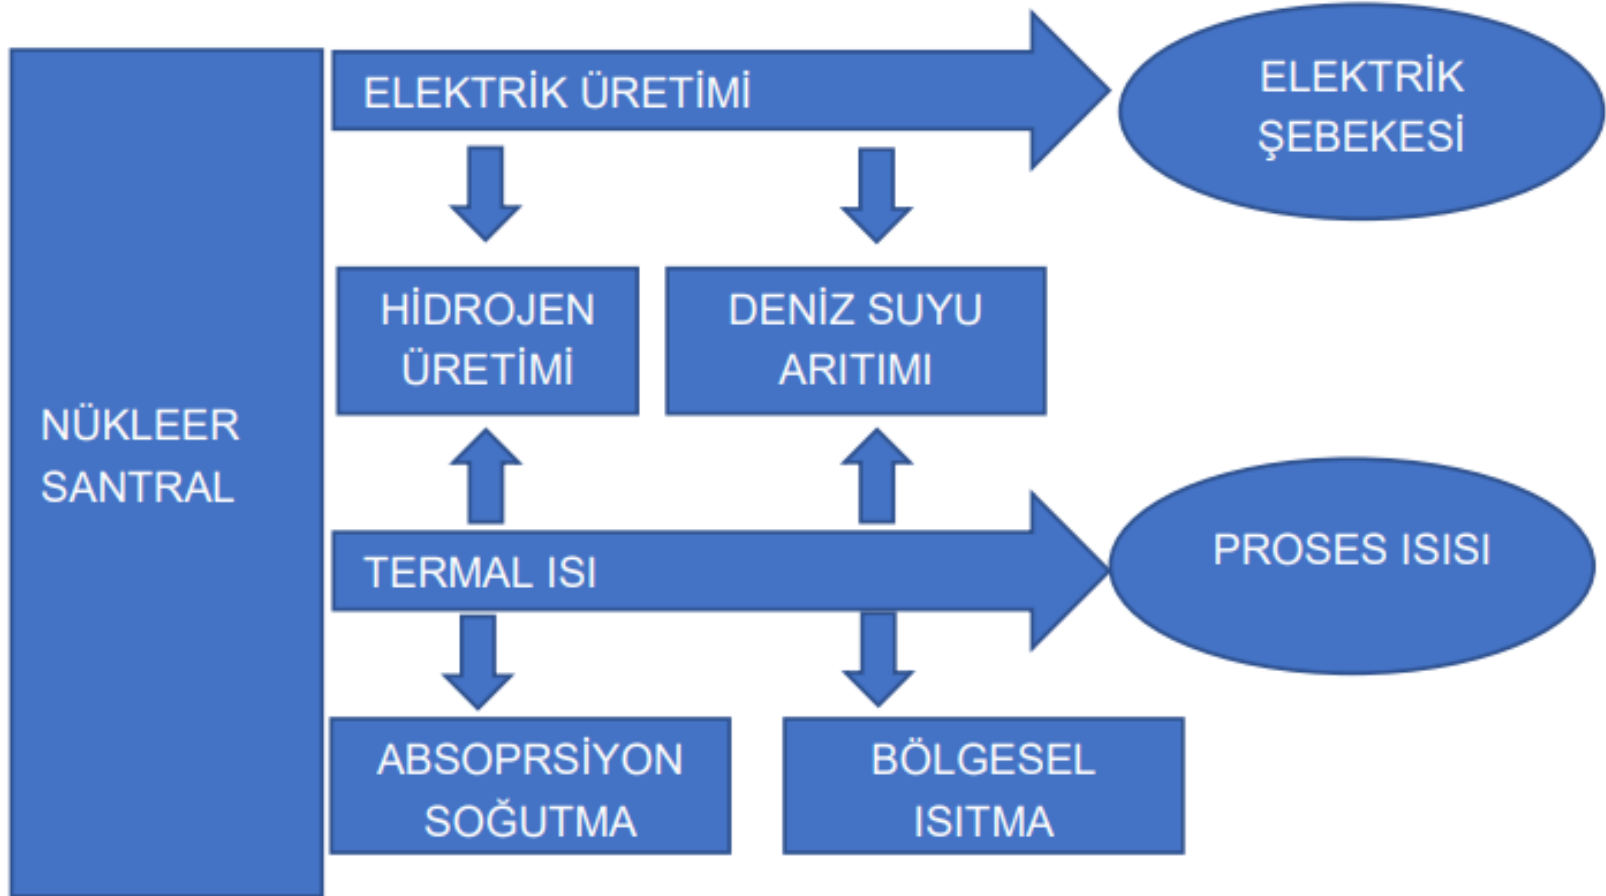 ELEKTRİK ÜRETİMİ
ELEKTRİK
ŞEBEKESİ
HİDROJEN
ÜRETİMİ
DENİZ SUYU
ARITIMI
NÜKLEER
SANTRAL
TERMAL ISI
PROSES ISISI
ABSOPRSİYON
SOĞUTMA
BÖLGESEL
ISITMA